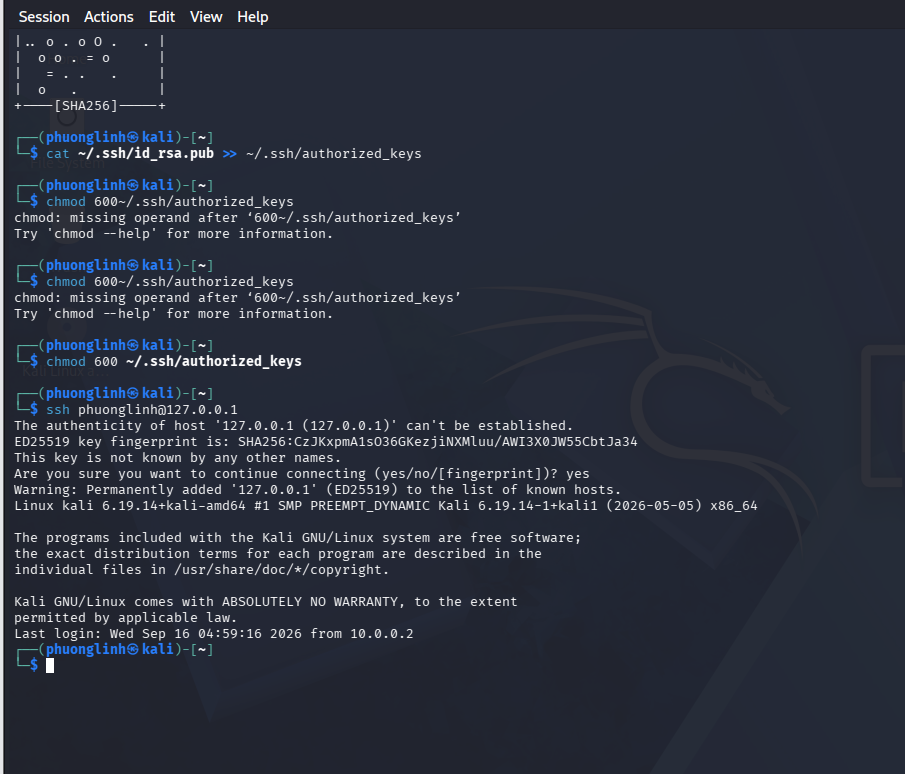 Session Actions Edit View Help
|.. o . o O .   . |
|  o o . = o      |
|   = . .   .     |
|  o   .          |
+----[SHA256]-----+
┌──(phuonglinh㉿kali)-[~]
└─$ cat ~/.ssh/id_rsa.pub >> ~/.ssh/authorized_keys
┌──(phuonglinh㉿kali)-[~]
└─$ chmod 600~/.ssh/authorized_keys
chmod: missing operand after ‘600~/.ssh/authorized_keys’
Try 'chmod --help' for more information.
┌──(phuonglinh㉿kali)-[~]
└─$ chmod 600~/.ssh/authorized_keys
chmod: missing operand after ‘600~/.ssh/authorized_keys’
Try 'chmod --help' for more information.
┌──(phuonglinh㉿kali)-[~]
└─$ chmod 600 ~/.ssh/authorized_keys
┌──(phuonglinh㉿kali)-[~]
└─$ ssh phuonglinh@127.0.0.1
The authenticity of host '127.0.0.1 (127.0.0.1)' can't be established.
ED25519 key fingerprint is: SHA256:CzJKxpmA1sO36GKezjiNXMluu/AWI3X0JW55CbtJa34
This key is not known by any other names.
Are you sure you want to continue connecting (yes/no/[fingerprint])? yes
Warning: Permanently added '127.0.0.1' (ED25519) to the list of known hosts.
Linux kali 6.19.14+kali-amd64 #1 SMP PREEMPT_DYNAMIC Kali 6.19.14-1+kali1 (2026-05-05) x86_64
The programs included with the Kali GNU/Linux system are free software;
the exact distribution terms for each program are described in the
individual files in /usr/share/doc/*/copyright.
Kali GNU/Linux comes with ABSOLUTELY NO WARRANTY, to the extent
permitted by applicable law.
Last login: Wed Sep 16 04:59:16 2026 from 10.0.0.2
┌──(phuonglinh㉿kali)-[~]
└─$